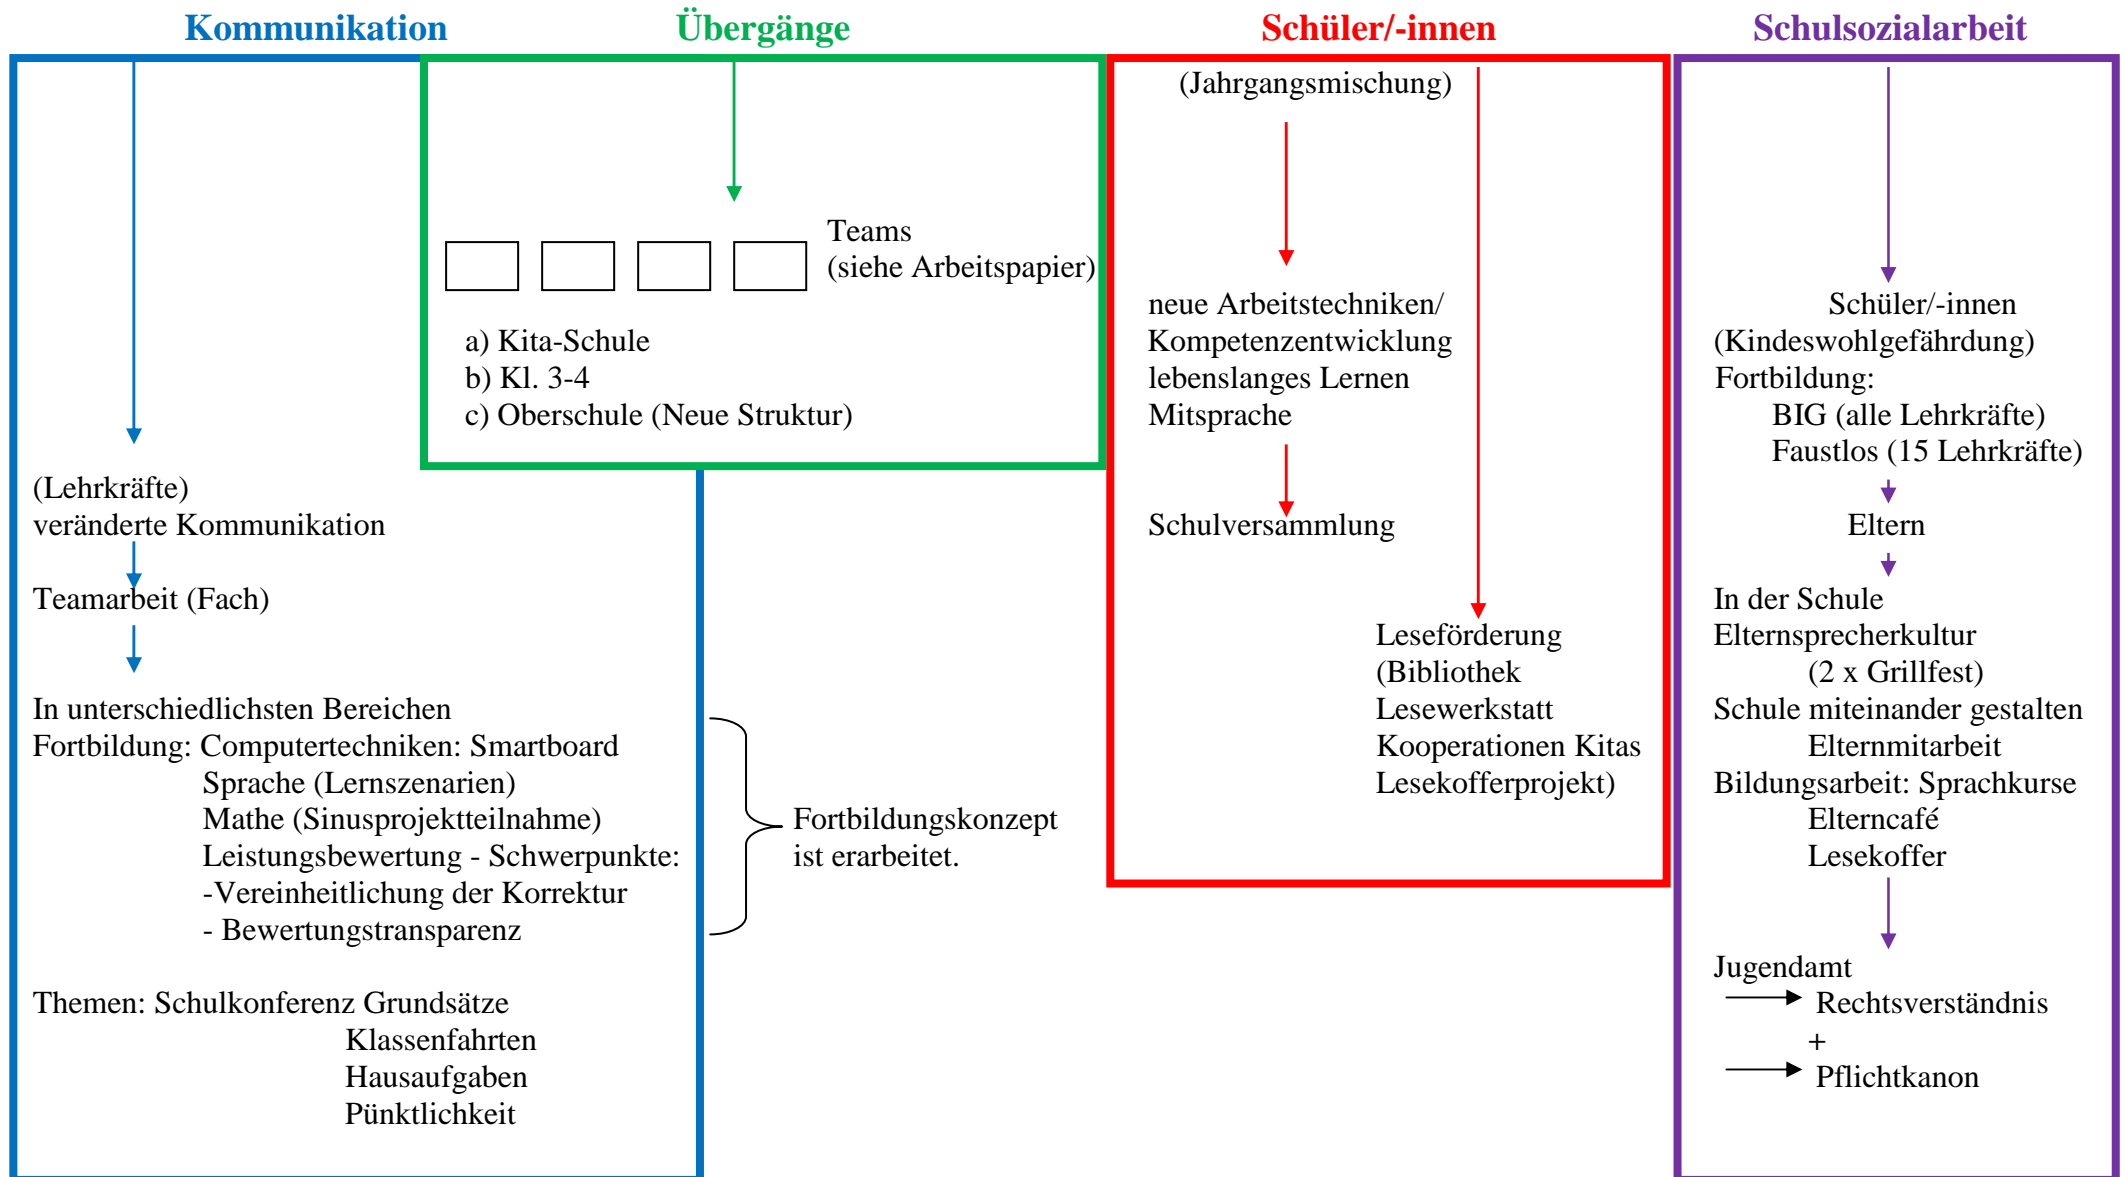 Kommunikation
(Lehrkräfte)
veränderte Kommunikation
Teamarbeit (Fach)
In unterschiedlichsten Bereichen
Fortbildung: Computertechniken: Smartboard
Sprache (Lernszenarien)
Mathe (Sinusprojektteilnahme)
Leistungsbewertung - Schwerpunkte:
-Vereinheitlichung der Korrektur
- Bewertungstransparenz
Fortbildungskonzept
ist erarbeitet.
Themen: Schulkonferenz Grundsätze
Klassenfahrten
Hausaufgaben
Pünktlichkeit
Übergänge
Teams
(siehe Arbeitspapier)
a) Kita-Schule
b) Kl. 3-4
c) Oberschule (Neue Struktur)
Schüler/-innen
(Jahrgangsmischung)
neue Arbeitstechniken/
Kompetenzentwicklung
lebenslanges Lernen
Mitsprache
Schulversammlung
Leseförderung
(Bibliothek
Lesewerkstatt
Kooperationen Kitas
Lesekofferprojekt)
Schulsozialarbeit
Schüler/-innen
(Kindeswohlgefährdung)
Fortbildung:
BIG (alle Lehrkräfte)
Faustlos (15 Lehrkräfte)
Eltern
In der Schule
Elternsprecherkultur
(2 x Grillfest)
Schule miteinander gestalten
Elternmitarbeit
Bildungsarbeit: Sprachkurse
Elterncafé
Lesekoffer
Jugendamt
Rechtsverständnis
+
Pflichtkanon